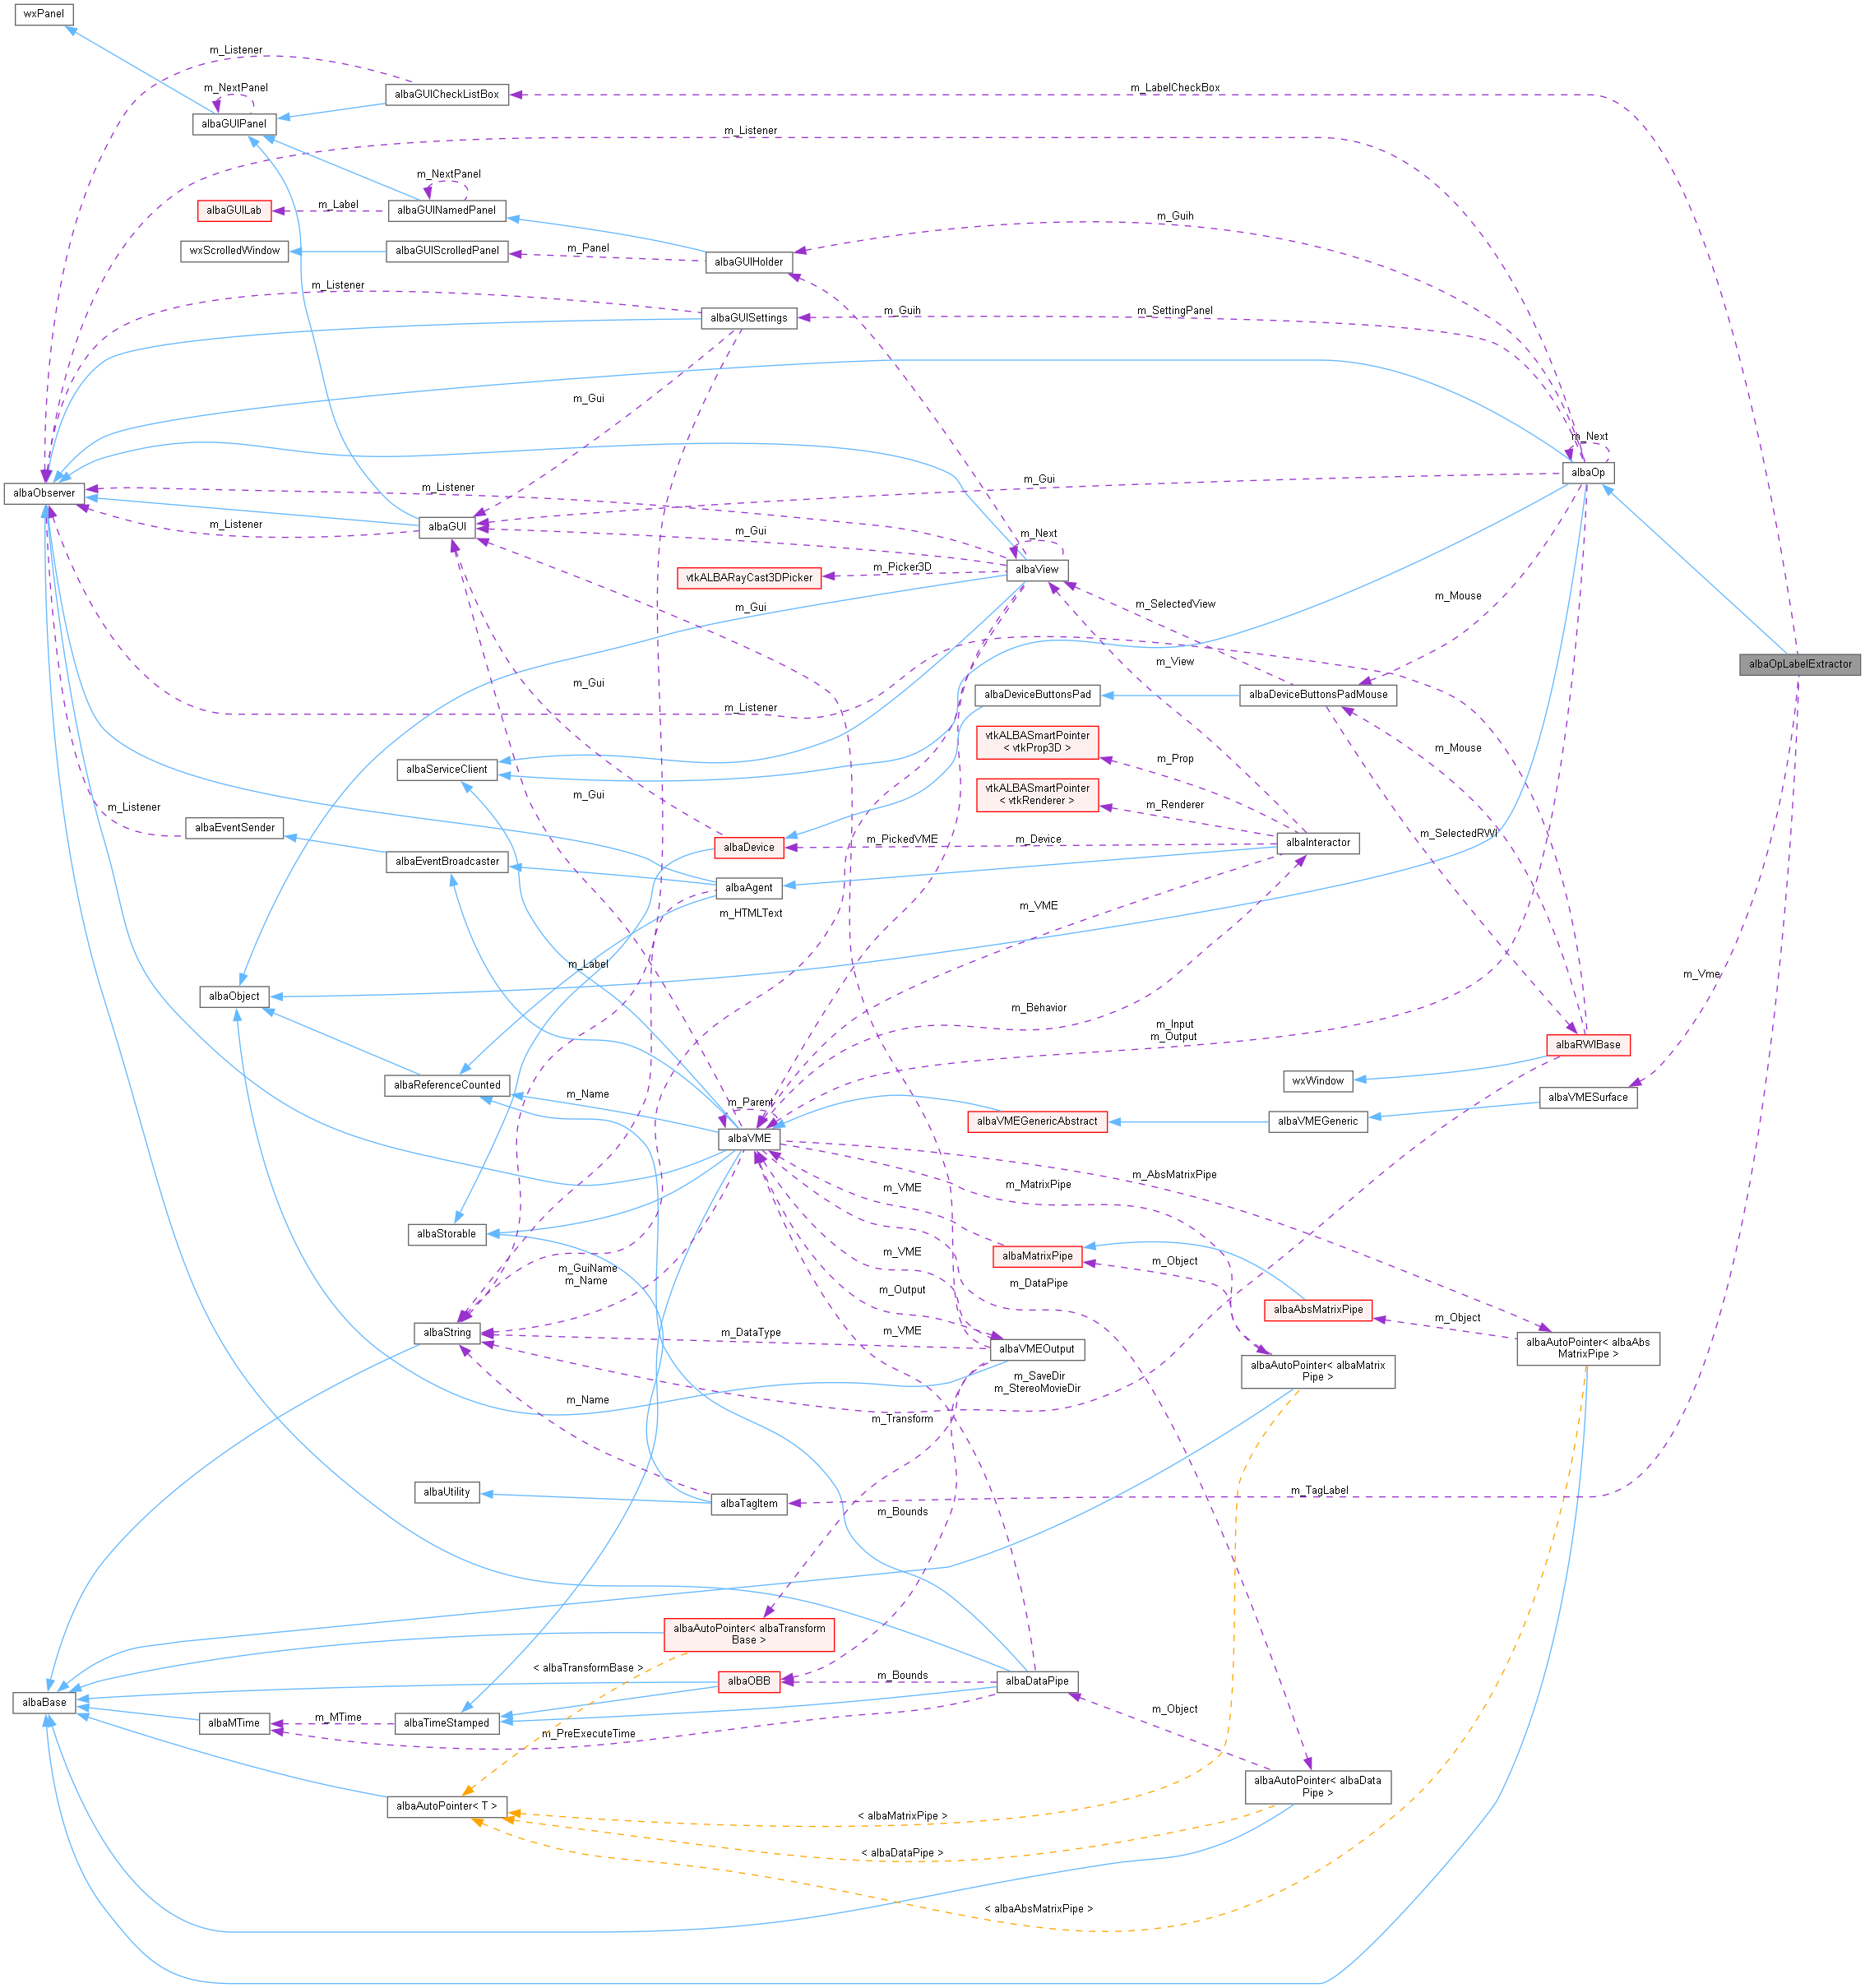 wxPanel
m_Listener
m_NextPanel
albaGUICheckListBox
m_LabelCheckBox
albaGUIPanel
m_Listener
m_NextPanel
albaGUILab
m_Label
albaGUINamedPanel
m_Guih
wxScrolledWindow
albaGUIScrolledPanel
m_Panel
albaGUIHolder
m_Listener
albaGUISettings
m_Guih
m_SettingPanel
m_Gui
m_Next
albaOp
albaObserver
m_Listener
m_Gui
m_Listener
albaGUI
m_Gui
m_Next
albaView
vtkALBARayCast3DPicker
m_Picker3D
m_Gui
m_SelectedView
m_Mouse
albaOpLabelExtractor
m_View
m_Gui
albaDeviceButtonsPad
albaDeviceButtonsPadMouse
m_Listener
vtkALBASmartPointer
< vtkProp3D >
m_Prop
m_Mouse
albaServiceClient
vtkALBASmartPointer
< vtkRenderer >
m_Renderer
m_Gui
m_Listener
albaEventSender
m_SelectedRWI
albaDevice
m_PickedVME
m_Device
albaInteractor
albaEventBroadcaster
albaAgent
m_HTMLText
m_VME
m_Label
m_Vme
albaObject
m_Behavior
m_Input
m_Output
albaRWIBase
albaReferenceCounted
m_Name
wxWindow
albaVMESurface
m_Parent
albaVME
albaVMEGenericAbstract
albaVMEGeneric
m_AbsMatrixPipe
m_VME
m_MatrixPipe
albaStorable
m_VME
albaMatrixPipe
m_Object
m_GuiName
m_Name
m_Output
m_DataPipe
albaAbsMatrixPipe
m_Object
albaString
m_DataType
m_VME
albaVMEOutput
albaAutoPointer< albaAbs
MatrixPipe >
albaAutoPointer< albaMatrix
Pipe >
m_SaveDir
m_StereoMovieDir
m_Name
m_Transform
albaUtility
albaTagItem
m_Bounds
m_TagLabel
albaAutoPointer< albaTransform
Base >
< albaTransformBase >
albaBase
albaOBB
m_Bounds
albaDataPipe
albaMTime
m_MTime
albaTimeStamped
m_PreExecuteTime
m_Object
albaAutoPointer< albaData
Pipe >
albaAutoPointer< T >
< albaMatrixPipe >
< albaDataPipe >
< albaAbsMatrixPipe >